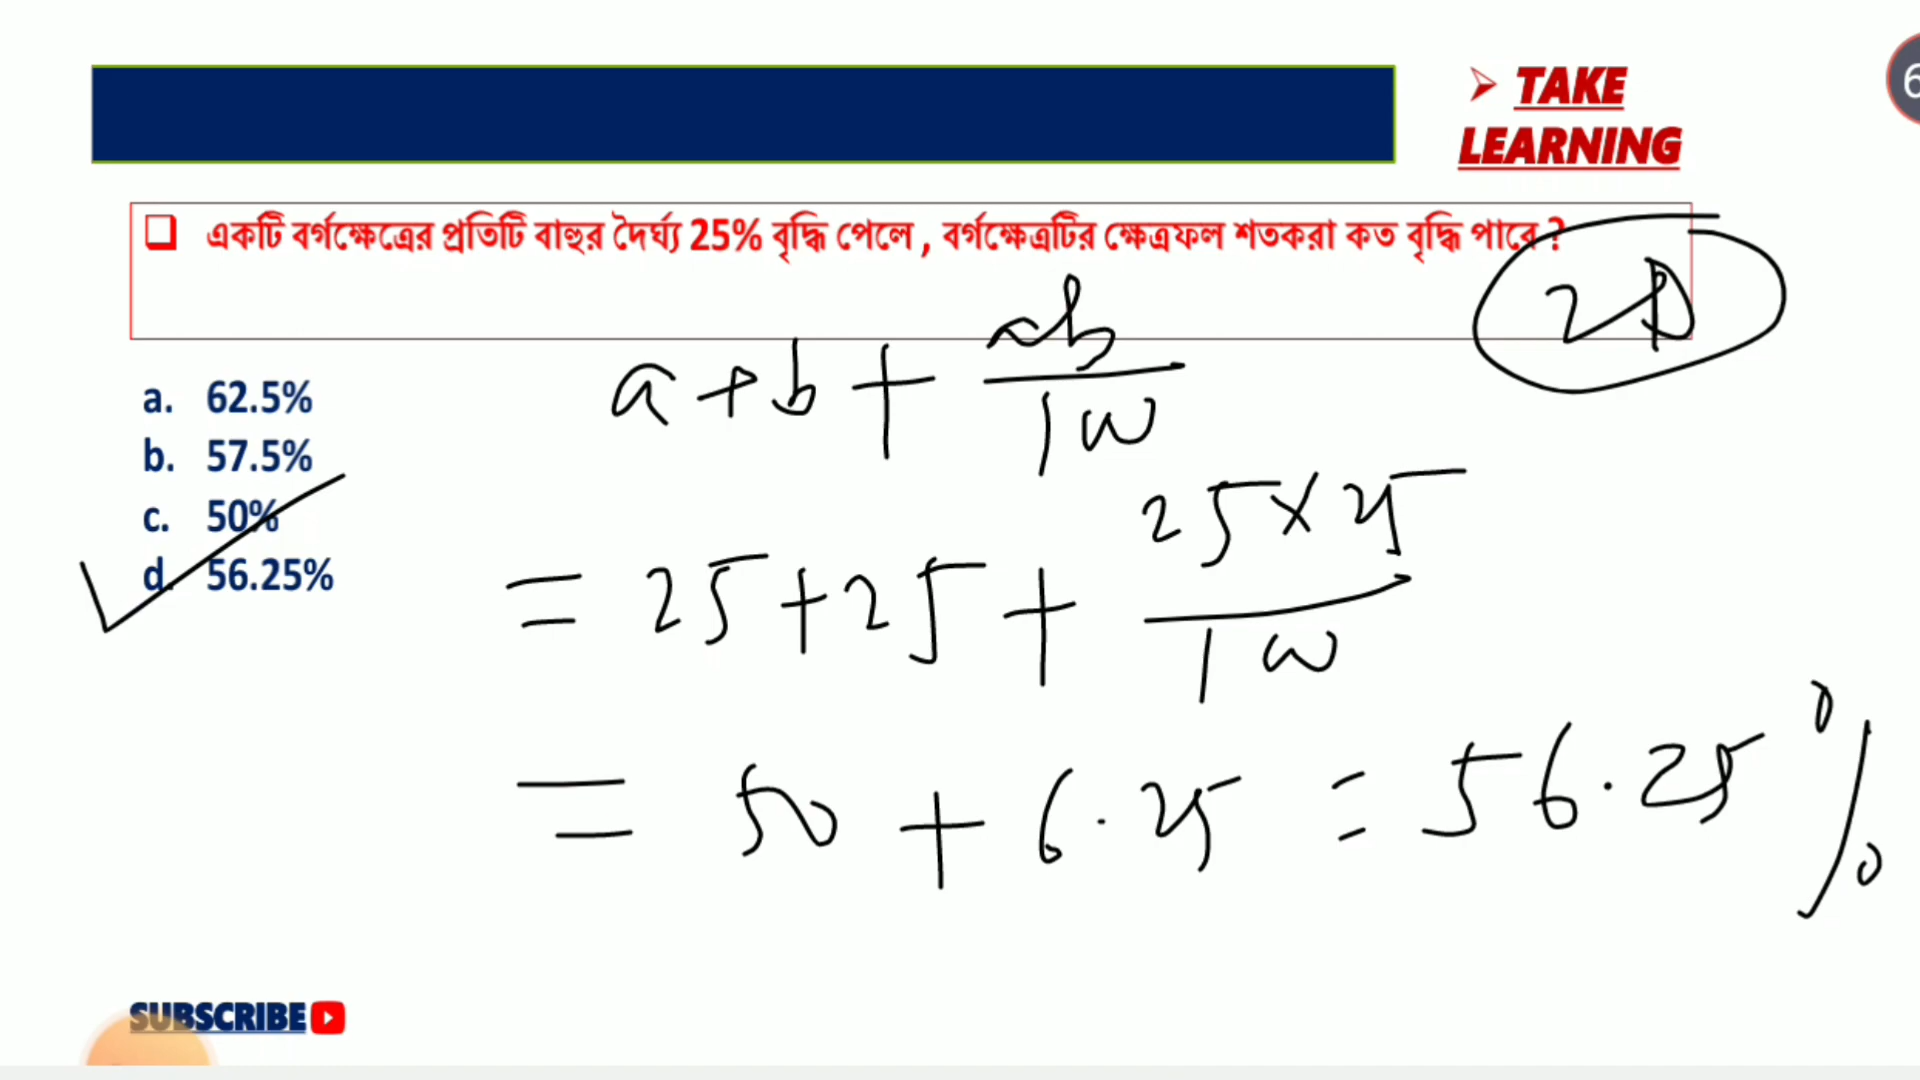 ➢ TAKE
LEARNING
6
❑ একটি বর্গক্ষেত্রের প্রতিটি বাহুর দৈর্ঘ্য 25% বৃদ্ধি পেলে , বর্গক্ষেত্রটির ক্ষেত্রফল শতকরা কত বৃদ্ধি পাবে ?
2D
a + b + ab/100
a. 62.5%
b. 57.5%
c. 50%
d. 56.25%
= 25 + 25 + 25 × 25/100
= 50 + 6.25 = 56.25%
SUBSCRIBE